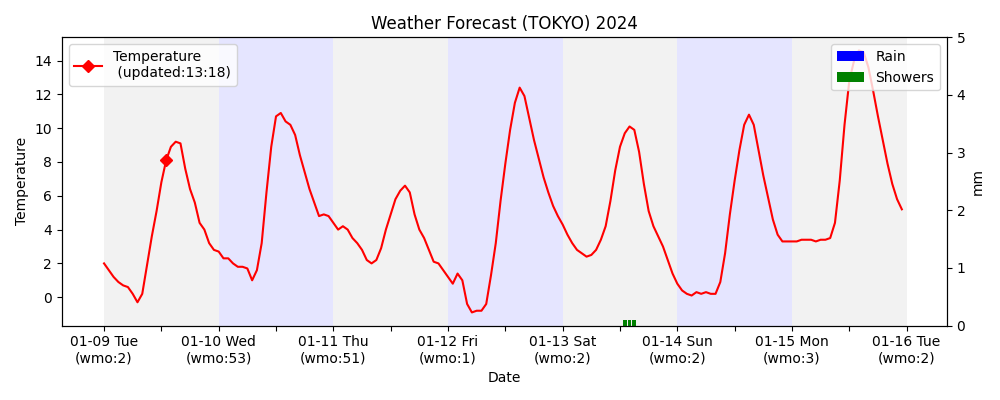 Weather Forecast (TOKYO) 2024
Temperature
(updated:13:18)
Rain
Showers
Temperature
14
12
10
8
6
4
2
0
5
4
3
2
1
0
mm
01-09 Tue
(wmo:2)
01-10 Wed
(wmo:53)
01-11 Thu
(wmo:51)
01-12 Fri
(wmo:1)
01-13 Sat
(wmo:2)
01-14 Sun
(wmo:2)
01-15 Mon
(wmo:3)
01-16 Tue
(wmo:2)
Date